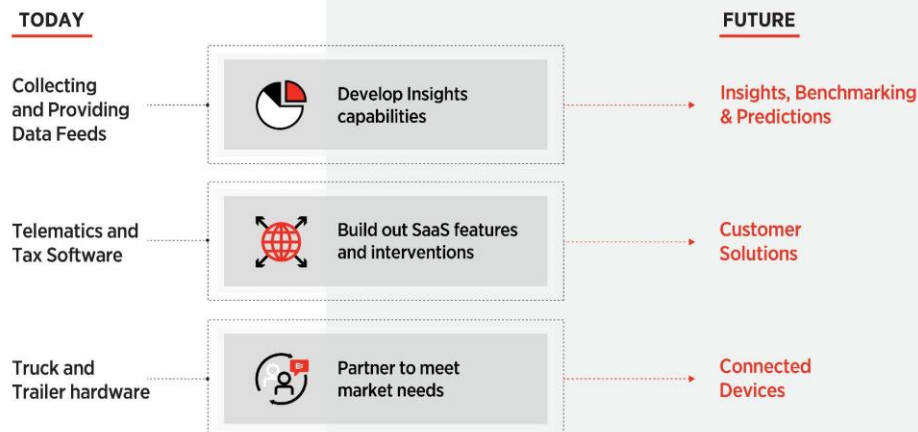 TODAY
FUTURE
Collecting
and Providing
Data Feeds
Develop Insights
capabilities
Insights, Benchmarking
& Predictions
Telematics and
Tax Software
Build out SaaS features
and interventions
Customer
Solutions
Truck and
Trailer hardware
Partner to meet
market needs
Connected
Devices